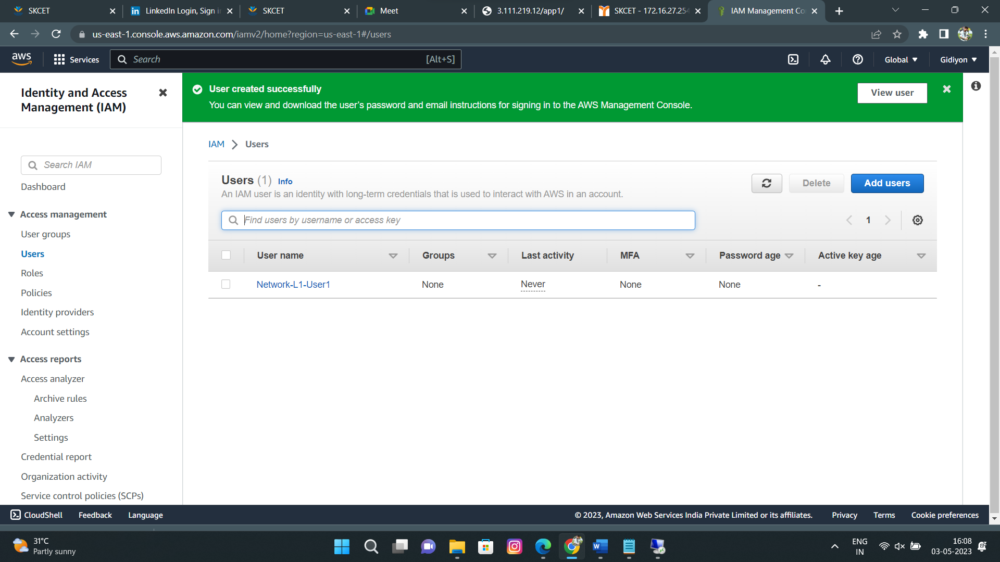 SKCET
LinkedIn Login, Sign in
SKCET
Meet
3.111.219.12/app1/
SKCET - 172.16.27.254
IAM Management Co
us-east-1.console.aws.amazon.com/iamv2/home?region=us-east-1#/users
aws
Services
Search
[Alt+S]
Global
Gidiyon
Identity and Access
Management (IAM)
User created successfully
You can view and download the user's password and email instructions for signing in to the AWS Management Console.
View user
Search IAM
Dashboard
Access management
User groups
Users
Roles
Policies
Identity providers
Account settings
Access reports
Access analyzer
Archive rules
Analyzers
Settings
Credential report
Organization activity
Service control policies (SCPs)
IAM > Users
Users (1) Info
An IAM user is an identity with long-term credentials that is used to interact with AWS in an account.
Delete
Add users
Find users by username or access key
1
User name Groups Last activity MFA Password age Active key age
Network-L1-User1 None Never None None -
CloudShell Feedback Language
© 2023, Amazon Web Services India Private Limited or its affiliates. Privacy Terms Cookie preferences
31°C
Partly sunny
ENG
IN
16:08
03-05-2023